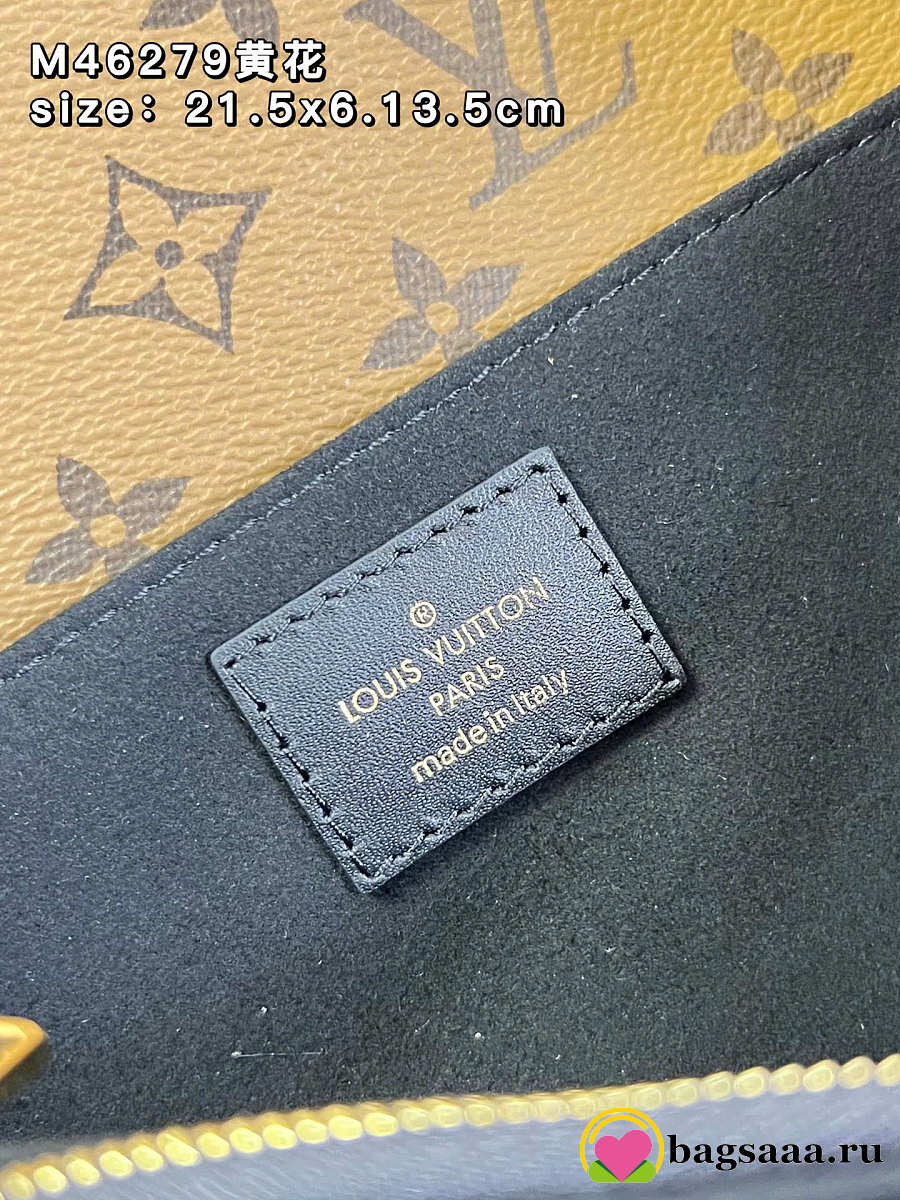 M46279黄花
size: 21.5x6.13.5cm
®
LOUIS VUITTON
PARIS
made in Italy
bagsaaa.ru